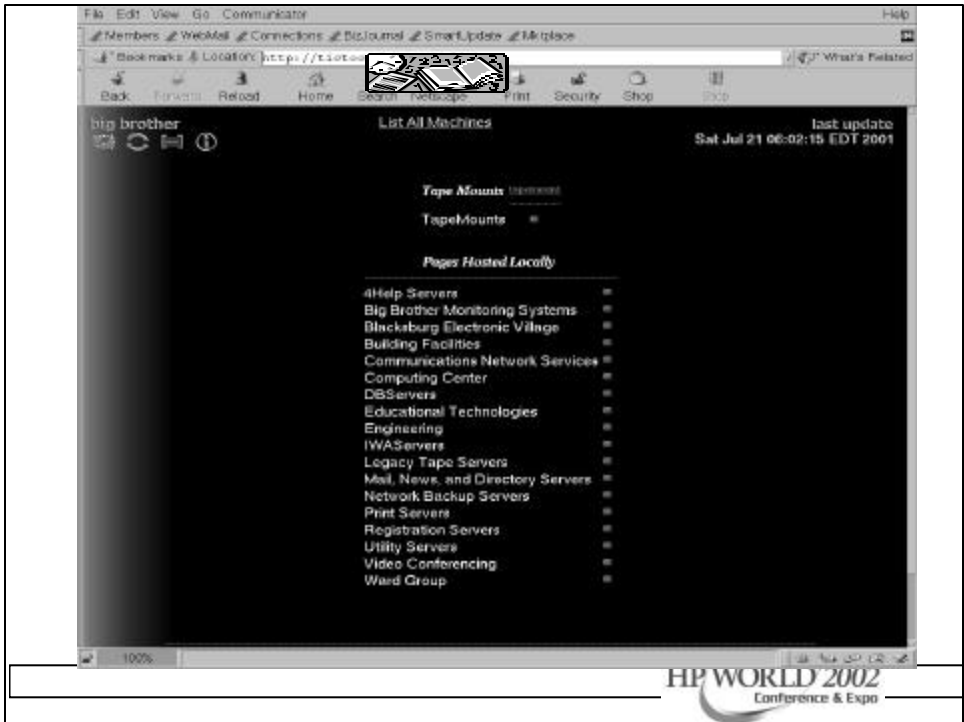 File Edit View Go Communicator Help
Members WebMail Connections BizJournal SmartUpdate Mktplace
Bookmarks Location: http:// What's Related
Back Forward Reload Home Search Netscape Print Security Shop Stop
big brother
List All Machines
last update
Sat Jul 21 06:02:15 EDT 2001
Tape Mounts
TapeMounts
Pages Hosted Locally
4Help Servers
Big Brother Monitoring Systems
Blacksburg Electronic Village
Building Facilities
Communications Network Services
Computing Center
DBServers
Educational Technologies
Engineering
IWAServers
Legacy Tape Servers
Mail, News, and Directory Servers
Network Backup Servers
Print Servers
Registration Servers
Utility Servers
Video Conferencing
Ward Group
100%
HP WORLD 2002
Conference & Expo